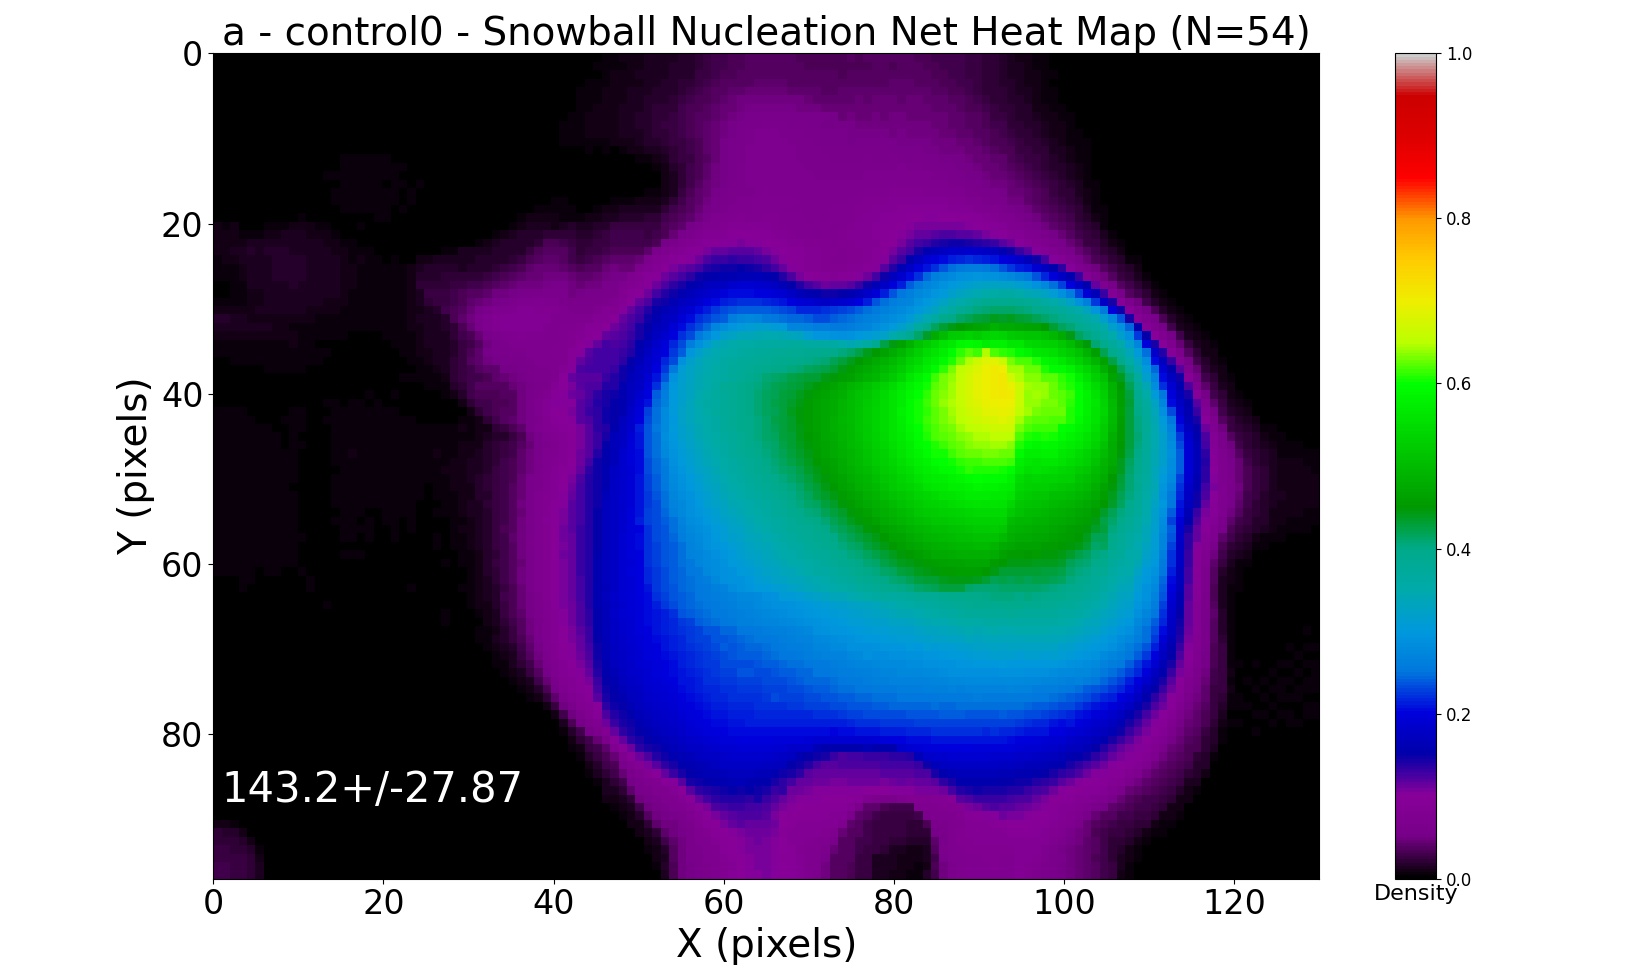 a - control0 - Snowball Nucleation Net Heat Map (N=54)
0
20
40
60
80
Y (pixels)
143.2+/-27.87
0 20 40 60 80 100 120
X (pixels)
1.0
0.8
0.6
0.4
0.2
0.0
Density